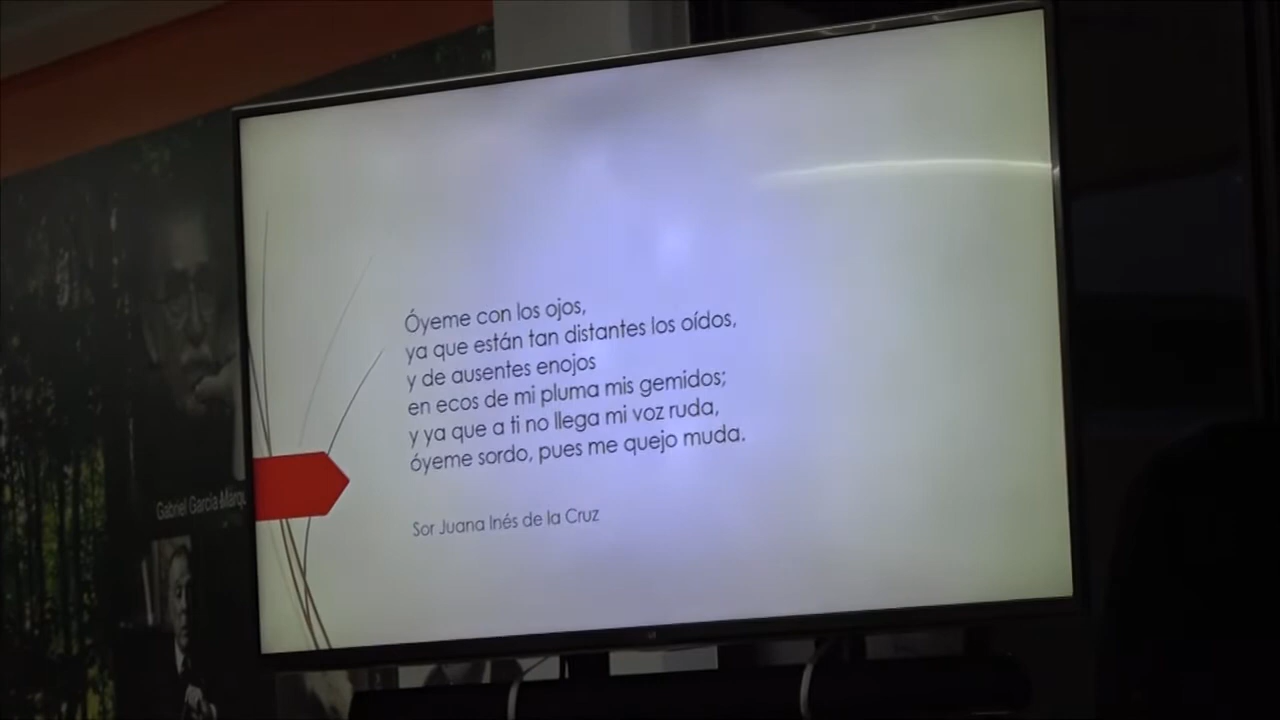 Óyeme con los ojos,
ya que están tan distantes los oídos,
y de ausentes enojos
en ecos de mi pluma mis gemidos;
y ya que a ti no llega mi voz ruda,
óyeme sordo, pues me quejo muda.
Sor Juana Inés de la Cruz
Gabriel García